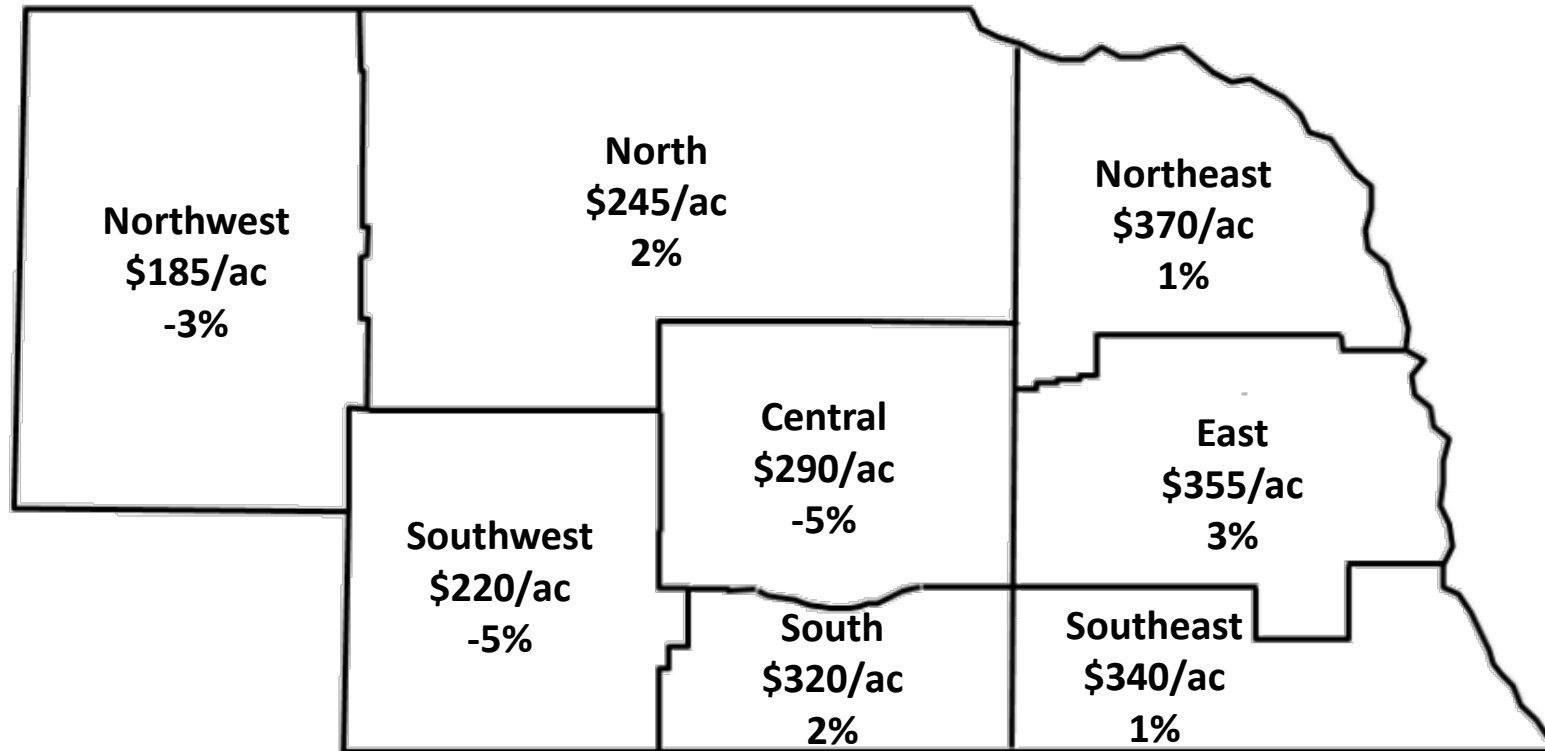 Northwest
$185/ac
-3%
North
$245/ac
2%
Northeast
$370/ac
1%
Central
$290/ac
-5%
East
$355/ac
3%
Southwest
$220/ac
-5%
South
$320/ac
2%
Southeast
$340/ac
1%